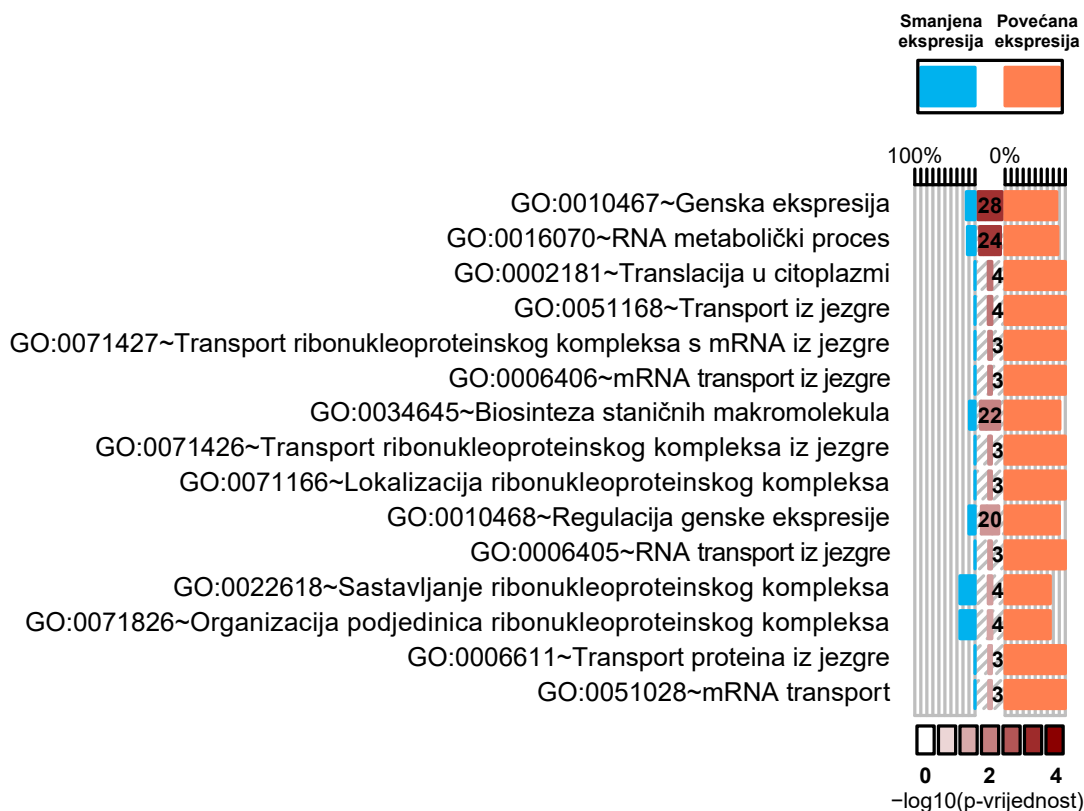 Smanjena Povećana
ekspresija ekspresija
100% 0%
GO:0010467~Genska ekspresija 28
GO:0016070~RNA metabolički proces 24
GO:0002181~Translacija u citoplazmi 4
GO:0051168~Transport iz jezgre 4
GO:0071427~Transport ribonukleoproteinskog kompleksa s mRNA iz jezgre 3
GO:0006406~mRNA transport iz jezgre 3
GO:0034645~Biosinteza staničnih makromolekula 22
GO:0071426~Transport ribonukleoproteinskog kompleksa iz jezgre 3
GO:0071166~Lokalizacija ribonukleoproteinskog kompleksa 3
GO:0010468~Regulacija genske ekspresije 20
GO:0006405~RNA transport iz jezgre 3
GO:0022618~Sastavljanje ribonukleoproteinskog kompleksa 4
GO:0071826~Organizacija podjedinica ribonukleoproteinskog kompleksa 4
GO:0006611~Transport proteina iz jezgre 3
GO:0051028~mRNA transport 3
0 2 4
−log10(p-vrijednost)